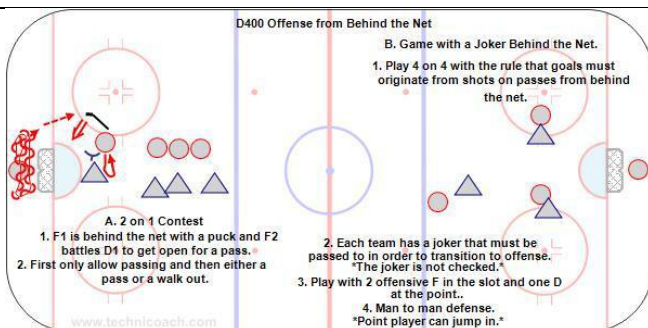 D400 Offense from Behind the Net
B. Game with a Joker Behind the Net.
1. Play 4 on 4 with the rule that goals must
originate from shots on passes from behind
the net.
A. 2 on 1 Contest
1. F1 is behind the net with a puck and F2
battles D1 to get open for a pass.
2. First only allow passing and then either a
pass or a walk out.
2. Each team has a joker that must be
passed to in order to transition to offense.
*The joker is not checked.*
3. Play with 2 offensive F in the slot and one D
at the point..
4. Man to man defense.
*Point player can jump in.*
www.technicoach.com